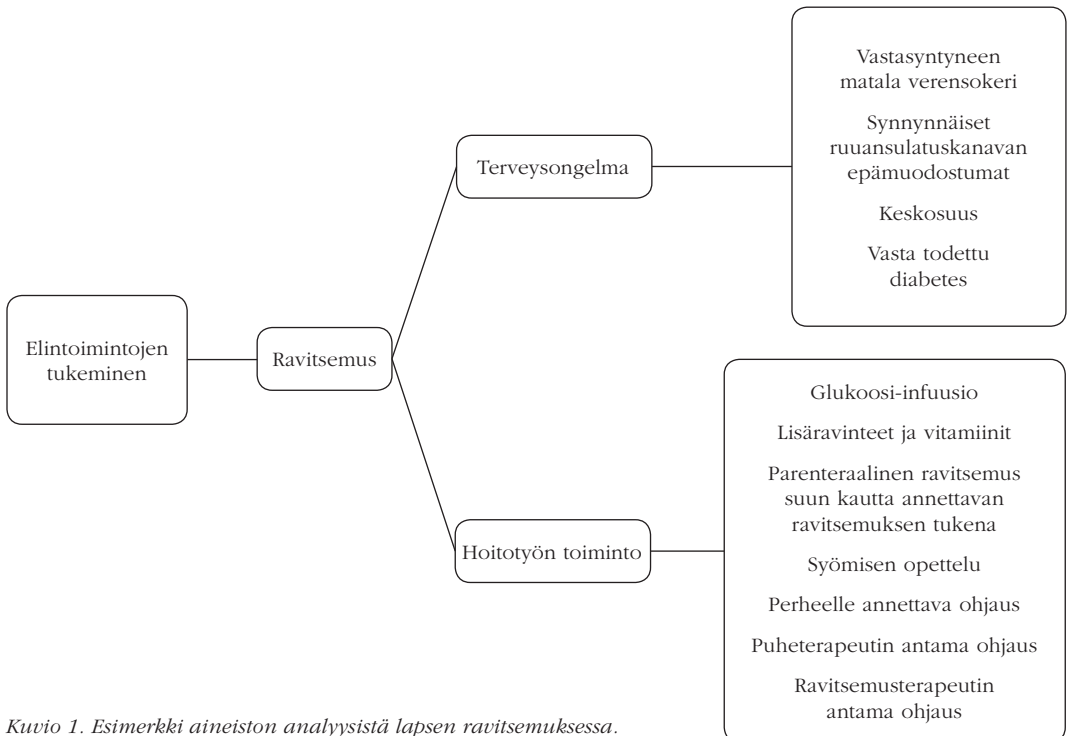 Elintoimintojen
tukeminen
Ravitsemus
Terveysongelma
Vastasyntyneen
matala verensokeri
Synnynnäiset
ruuansulatuskanavan
epämuodostumat
Keskosuus
Vasta todettu
diabetes
Hoitotyön toiminto
Glukoosi-infuusio
Lisäravinteet ja vitamiinit
Parenteraalinen ravitsemus
suun kautta annettavan
ravitsemuksen tukena
Syömisen opettelu
Perheelle annettava ohjaus
Puheterapeutin antama ohjaus
Ravitsemusterapeutin
antama ohjaus
Kuvio 1. Esimerkki aineiston analyysistä lapsen ravitsemuksessa.